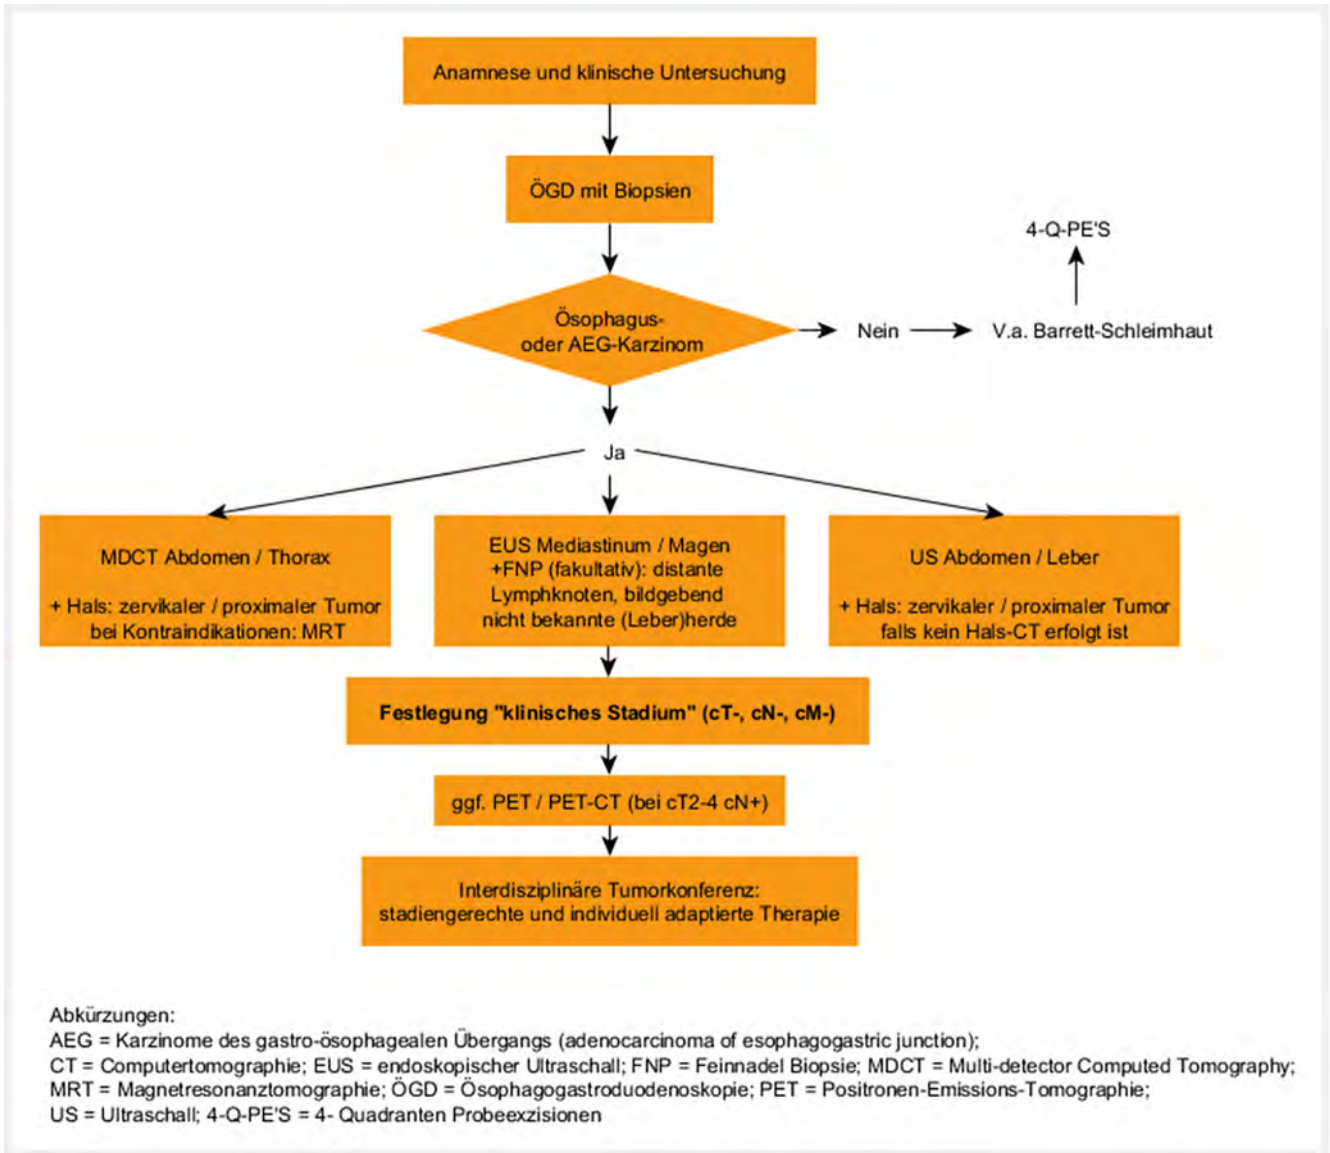 Anamnese und klinische Untersuchung
ÖGD mit Biopsien
Ösophagus-
oder AEG-Karzinom
Nein
V.a. Barrett-Schleimhaut
4-Q-PE'S
Ja
MDCT Abdomen / Thorax
+ Hals: zervikaler / proximaler Tumor
bei Kontraindikationen: MRT
EUS Mediastinum / Magen
+FNP (fakultativ): distante
Lymphknoten, bildgebend
nicht bekannte (Leber)herde
US Abdomen / Leber
+ Hals: zervikaler / proximaler Tumor
falls kein Hals-CT erfolgt ist
Festlegung "klinisches Stadium" (cT-, cN-, cM-)
ggf. PET / PET-CT (bei cT2-4 cN+)
Interdisziplinäre Tumorkonferenz:
stadiengerechte und individuell adaptierte Therapie
Abkürzungen:
AEG = Karzinome des gastro-ösophagealen Übergangs (adenocarcinoma of esophagogastric junction);
CT = Computertomographie; EUS = endoskopischer Ultraschall; FNP = Feinnadel Biopsie; MDCT = Multi-detector Computed Tomography;
MRT = Magnetresonanztomographie; ÖGD = Ösophagogastroduodenoskopie; PET = Positronen-Emissions-Tomographie;
US = Ultraschall; 4-Q-PE'S = 4- Quadranten Probeexzisionen